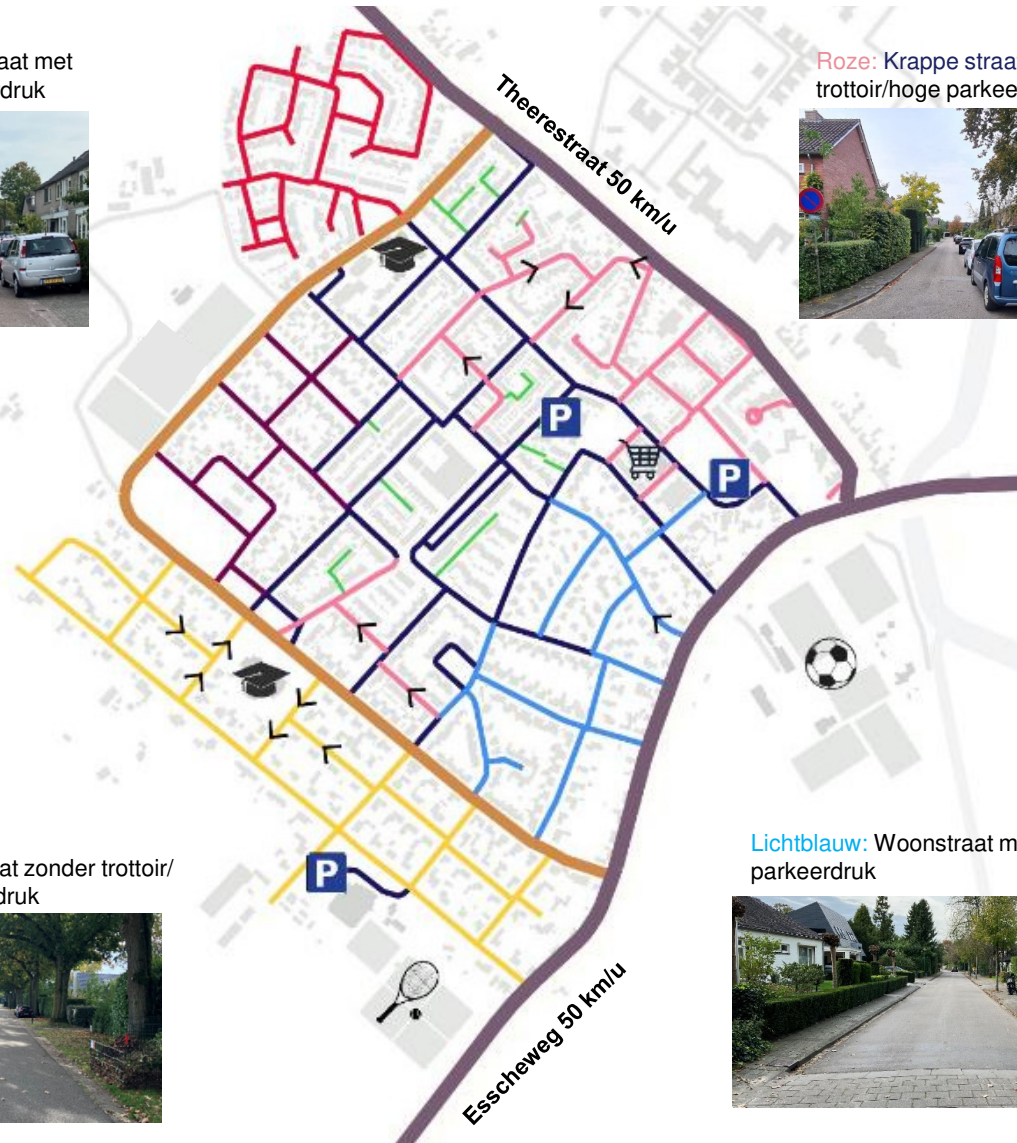 aat met
druk
Roze: Krappe straa
trottoir/hoge parkee
Theerestraat 50 km/u
P
P
P
at zonder trottoir/
druk
Lichtblauw: Woonstraat m
parkeerdruk
Esscheweg 50 km/u